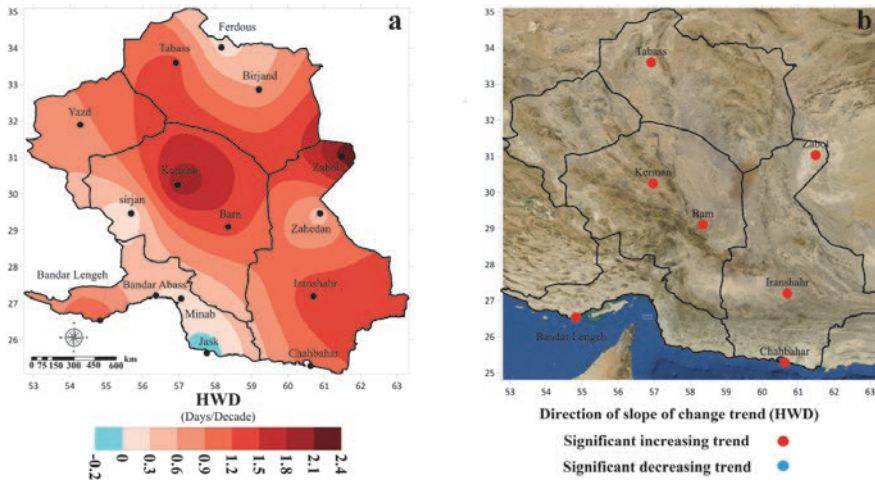 a
35
34
33
32
31
30
29
28
27
26
Ferdous
Tabass
Birjand
Yazd
Zabol
Kerman
sirjan
Bam
Zahedan
Bandar Lengeh
Bandar Abass
Iranshahr
Minab
Jask
Chahbahar
0 75 150 300 450 600
km
53 54 55 56 57 58 59 60 61 62 63
HWD
(Days/Decade)
-0.2 0 0.3 0.6 0.9 1.2 1.5 1.8 2.1 2.4
b
35
34
33
32
31
30
29
28
27
26
25
Tabass
Zabol
Kerman
Bam
Iranshahr
Bandar Lengeh
Chahbahar
53 54 55 56 57 58 59 60 61 62 63
Direction of slope of change trend (HWD)
Significant increasing trend
Significant decreasing trend